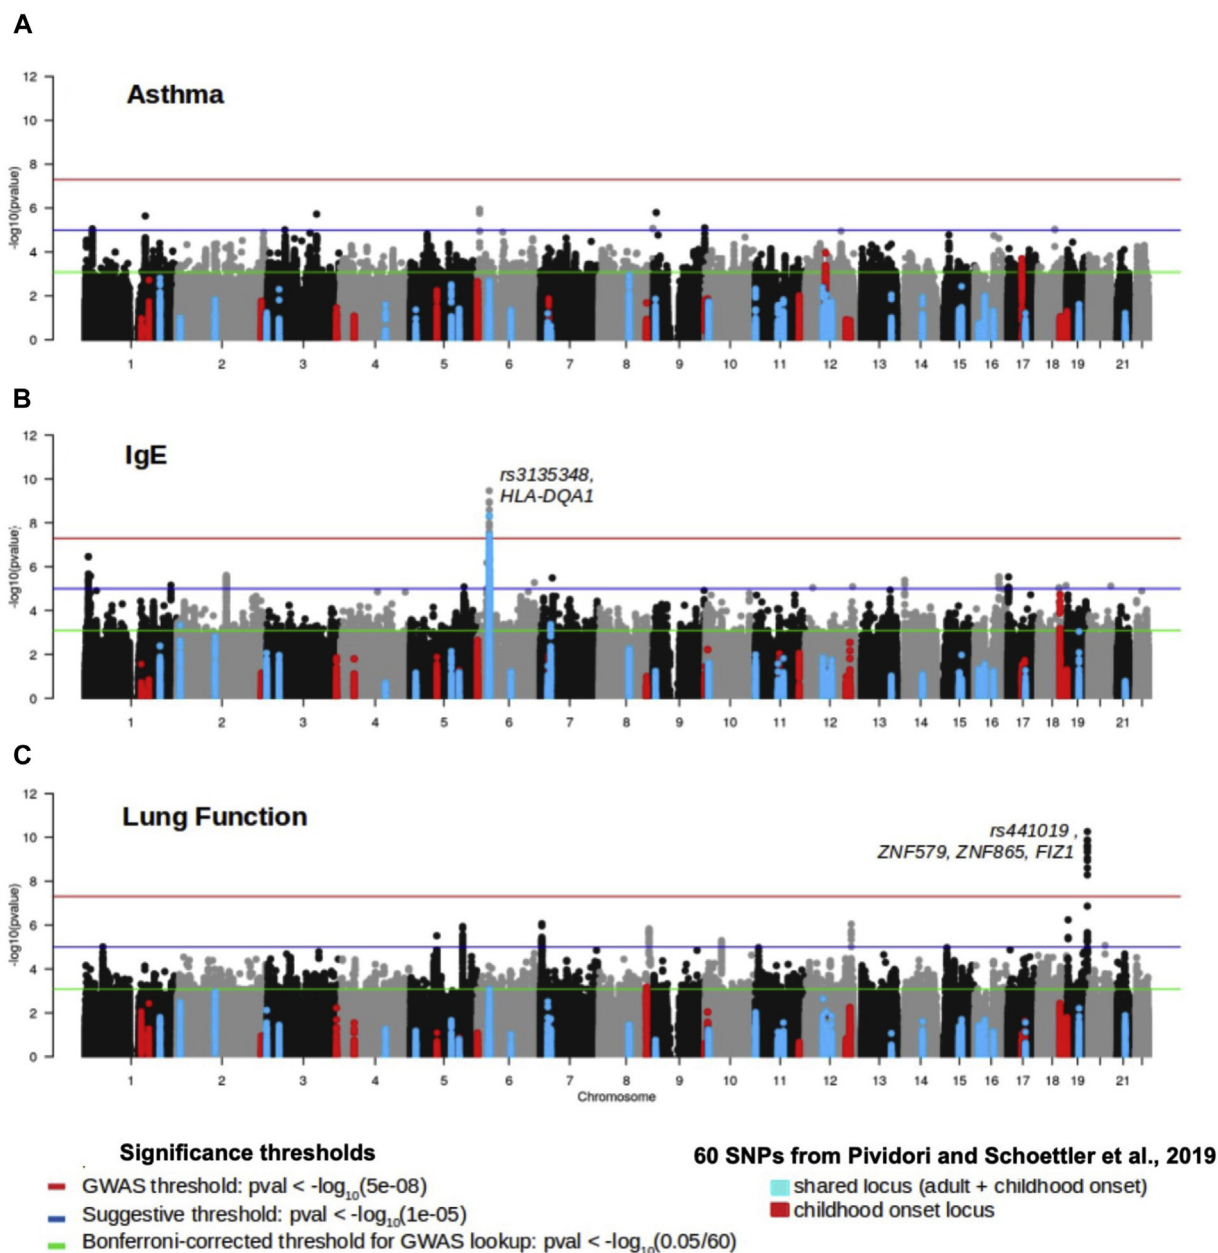 A
Asthma
12
10
8
6
4
2
0
-log10(pvalue)
1 2 3 4 5 6 7 8 9 10 11 12 13 14 15 16 17 18 19 21
B
IgE
rs3135348,
HLA-DQA1
12
10
8
6
4
2
0
-log10(pvalue)
1 2 3 4 5 6 7 8 9 10 11 12 13 14 15 16 17 18 19 21
C
Lung Function
rs441019 ,
ZNF579, ZNF865, FIZ1
12
10
8
6
4
2
0
-log10(pvalue)
1 2 3 4 5 6 7 8 9 10 11 12 13 14 15 16 17 18 19 21
Chromosome
Significance thresholds
GWAS threshold: pval < -log10(5e-08)
Suggestive threshold: pval < -log10(1e-05)
Bonferroni-corrected threshold for GWAS lookup: pval < -log10(0.05/60)
60 SNPs from Pividori and Schoettler et al., 2019
shared locus (adult + childhood onset)
childhood onset locus